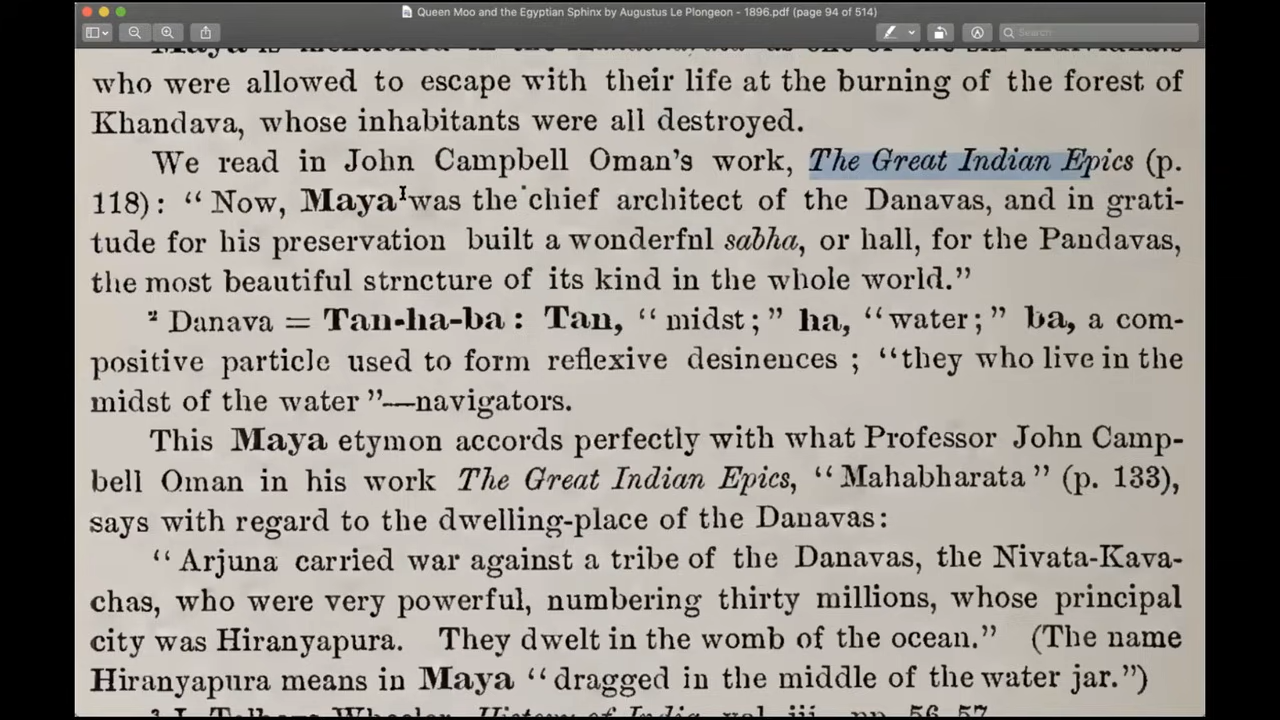 Queen Moo and the Egyptian Sphinx by Augustus Le Plongeon - 1896.pdf (page 94 of 514)
Search
who were allowed to escape with their life at the burning of the forest of
Khandava, whose inhabitants were all destroyed.
We read in John Campbell Oman's work, The Great Indian Epics (p.
118): “ Now, Maya was the chief architect of the Danavas, and in grati-
tude for his preservation built a wonderfnl sabha, or hall, for the Pandavas,
the most beautiful strncture of its kind in the whole world.”
² Danava = Tan-ha-ba: Tan, “midst;” ha, “water;” ba, a com-
positive particle used to form reflexive desinences ; “they who live in the
midst of the water ”—navigators.
This Maya etymon accords perfectly with what Professor John Camp-
bell Oman in his work The Great Indian Epics, “Mahabharata” (p. 133),
says with regard to the dwelling-place of the Danavas:
“ Arjuna carried war against a tribe of the Danavas, the Nivata-Kava-
chas, who were very powerful, numbering thirty millions, whose principal
city was Hiranyapura. They dwelt in the womb of the ocean.” (The name
Hiranyapura means in Maya “dragged in the middle of the water jar.”)